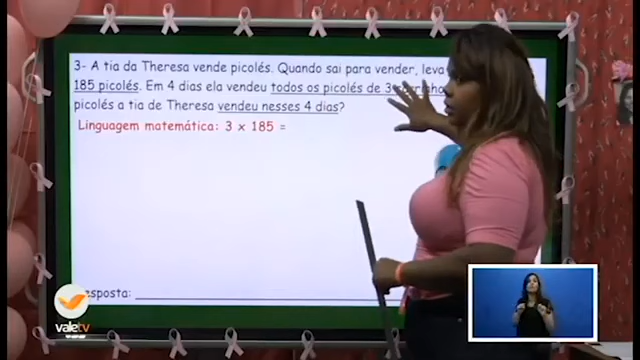 3- A tia da Theresa vende picolés. Quando sai para vender, leva
185 picolés. Em 4 dias ela vendeu todos os picolés de 3
picolés a tia de Theresa vendeu nesses 4 dias?
Linguagem matemática: 3 x 185 =
esposta:
valetv